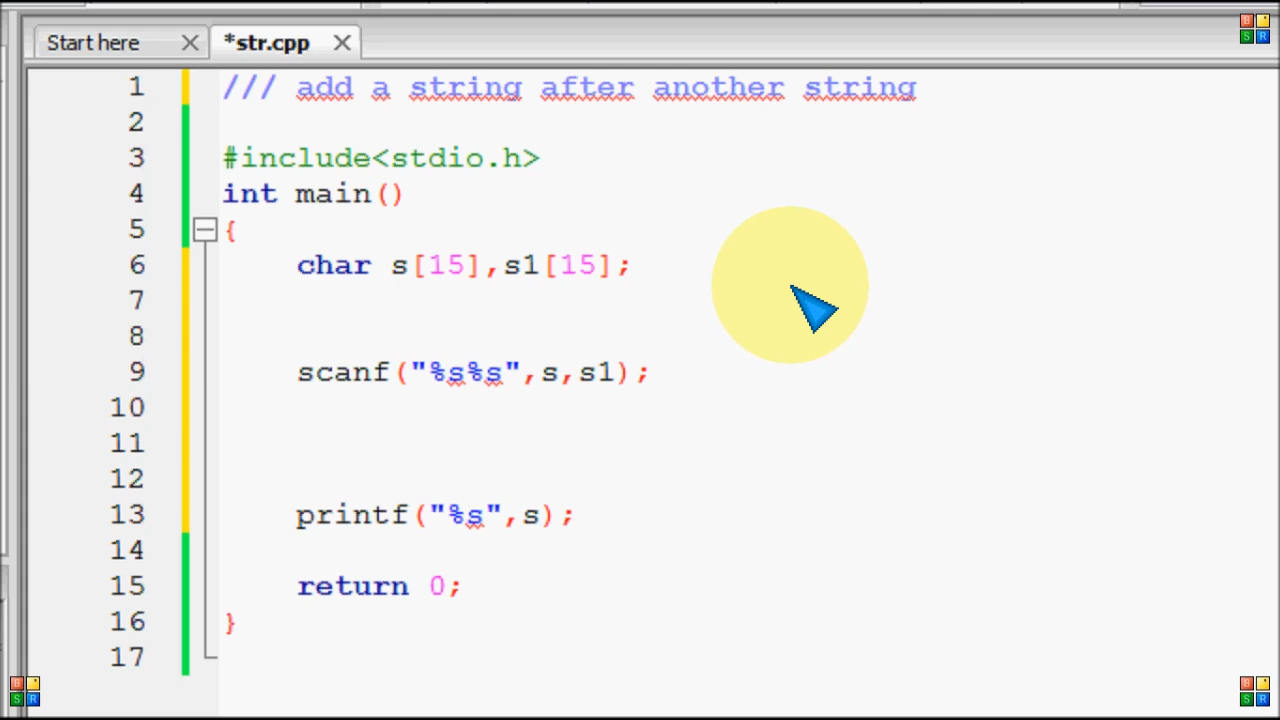 Start here
*str.cpp
1 /// add a string after another string
2
3 #include<stdio.h>
4 int main()
5 {
6 char s[15],s1[15];
7
8
9 scanf("%s%s",s,s1);
10
11
12
13 printf("%s",s);
14
15 return 0;
16 }
17
B
S R
B
S R
B
S R